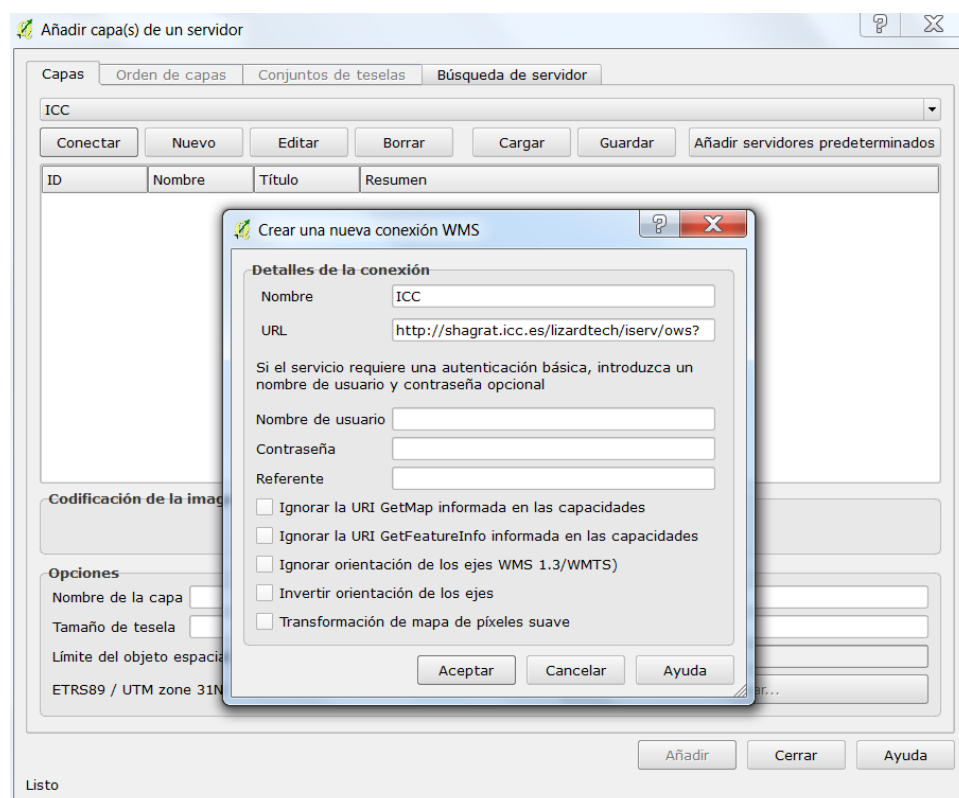 Añadir capa(s) de un servidor
Capas Orden de capas Conjuntos de teselas Búsqueda de servidor
ICC
Conectar Nuevo Editar Borrar Cargar Guardar Añadir servidores predeterminados
ID Nombre Título Resumen
Crear una nueva conexión WMS
Detalles de la conexión
Nombre ICC
URL http://shagrat.icc.es/lizardtech/iserv/ows?
Si el servicio requiere una autenticación básica, introduzca un
nombre de usuario y contraseña opcional
Nombre de usuario
Contraseña
Referente
Ignorar la URI GetMap informada en las capacidades
Ignorar la URI GetFeatureInfo informada en las capacidades
Ignorar orientación de los ejes WMS 1.3/WMTS)
Invertir orientación de los ejes
Transformación de mapa de píxeles suave
Aceptar Cancelar Ayuda
Codificación de la imag
Opciones
Nombre de la capa
Tamaño de tesela
Límite del objeto espacia
ETRS89 / UTM zone 31N ar...
Añadir Cerrar Ayuda
Listo